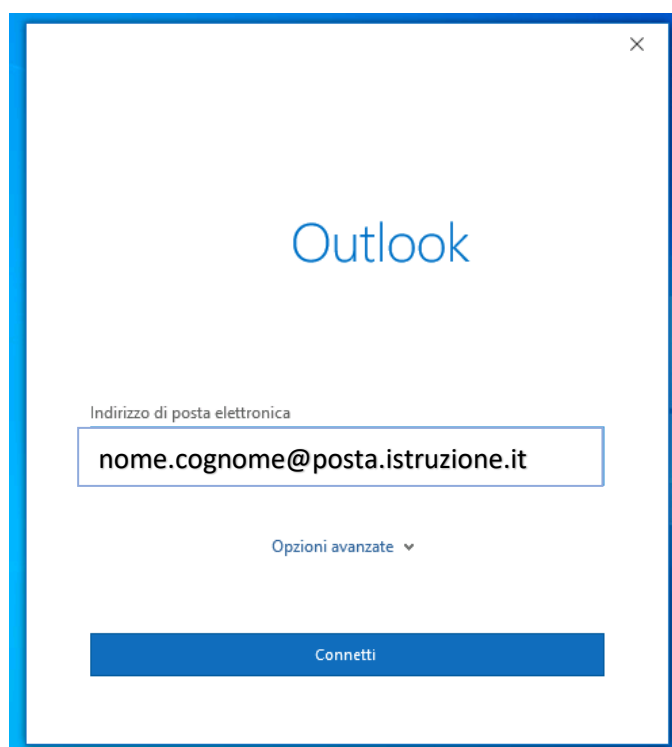 Outlook
Indirizzo di posta elettronica
nome.cognome@posta.istruzione.it
Opzioni avanzate
Connetti